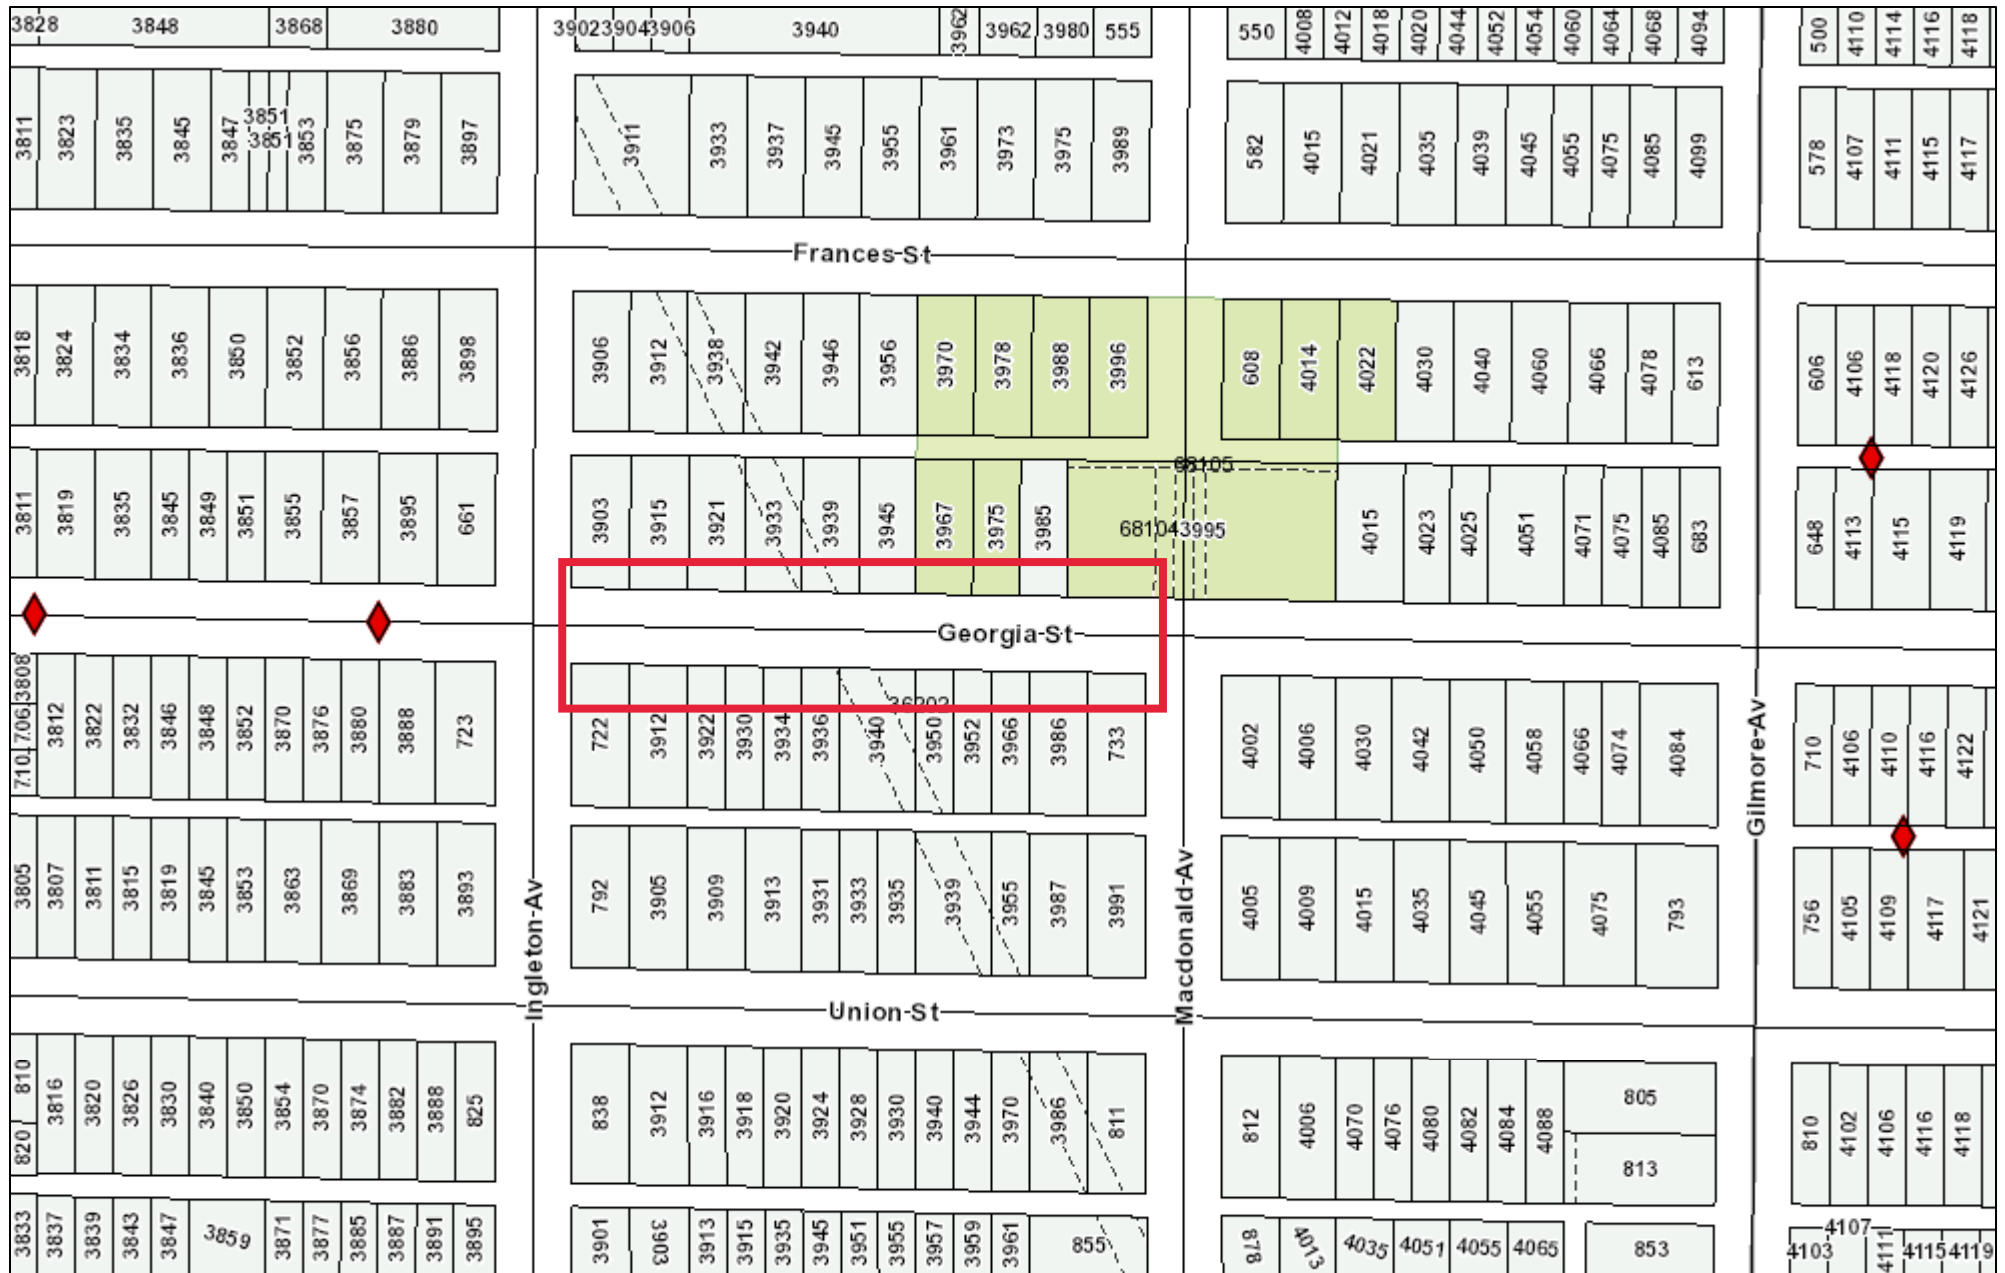 3828 3848 3868 3880 3902 3904 3906 3940 3962 3962 3980 555 550 4008 4012 4018 4020 4044 4052 4054 4060 4064 4068 4094 500 4110 4114 4116 4118
3811 3823 3835 3845 3847 3851 3851 3853 3875 3879 3897 3911 3933 3937 3945 3955 3961 3973 3975 3989 582 4015 4021 4035 4039 4045 4055 4075 4085 4099 578 4107 4111 4115 4117
Frances St
3818 3824 3834 3836 3850 3852 3856 3886 3898 3906 3912 3938 3942 3946 3956 3970 3978 3988 3996 608 4014 4022 4030 4040 4060 4066 4078 613 606 4106 4118 4120 4126
68105
3811 3819 3835 3845 3849 3851 3855 3857 3895 661 3903 3915 3921 3933 3939 3945 3967 3975 3985 68104 3995 4015 4023 4025 4051 4071 4075 4085 683 648 4113 4115 4119
Georgia St
36202
710 706 3808 3812 3822 3832 3846 3848 3852 3870 3876 3880 3888 723 722 3912 3922 3930 3934 3936 3940 3950 3952 3966 3986 733 4002 4006 4030 4042 4050 4058 4066 4074 4084 710 4106 4110 4116 4122
Gilmore Av
3805 3807 3811 3815 3819 3845 3853 3863 3869 3883 3893 792 3905 3909 3913 3931 3933 3935 3939 3955 3987 3991 4005 4009 4015 4035 4045 4055 4075 793 756 4105 4109 4117 4121
Ingleton Av
Macdonald Av
Union St
820 810 3816 3820 3826 3830 3840 3850 3854 3870 3874 3882 3888 825 838 3912 3916 3918 3920 3924 3928 3930 3940 3944 3970 3986 811 812 4006 4070 4076 4080 4082 4084 4088 805 813 810 4102 4106 4116 4118
3833 3837 3839 3843 3847 3859 3871 3877 3885 3887 3891 3895 3901 3903 3913 3915 3935 3945 3951 3955 3957 3959 3961 855 878 4013 4035 4051 4055 4065 853 4103 4107 4111 4115 4119